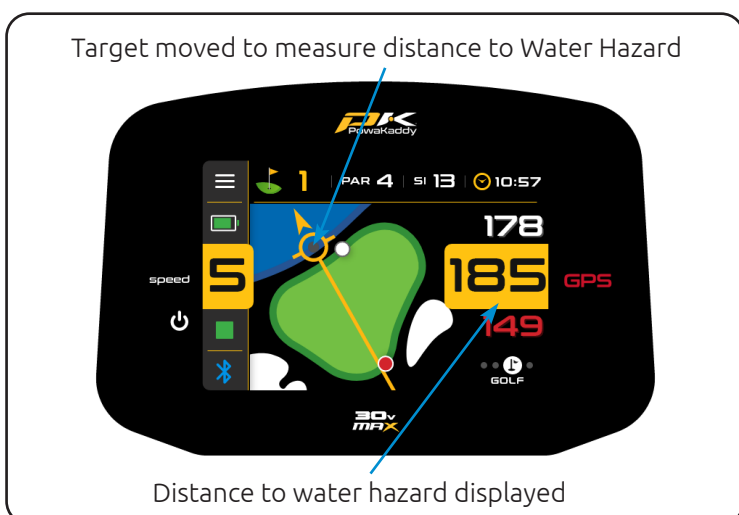 Target moved to measure distance to Water Hazard
PK
PowaKaddy
1 PAR 4 SI 13 10:57
178
speed 5 185 GPS
149
GOLF
30v
MAX
Distance to water hazard displayed